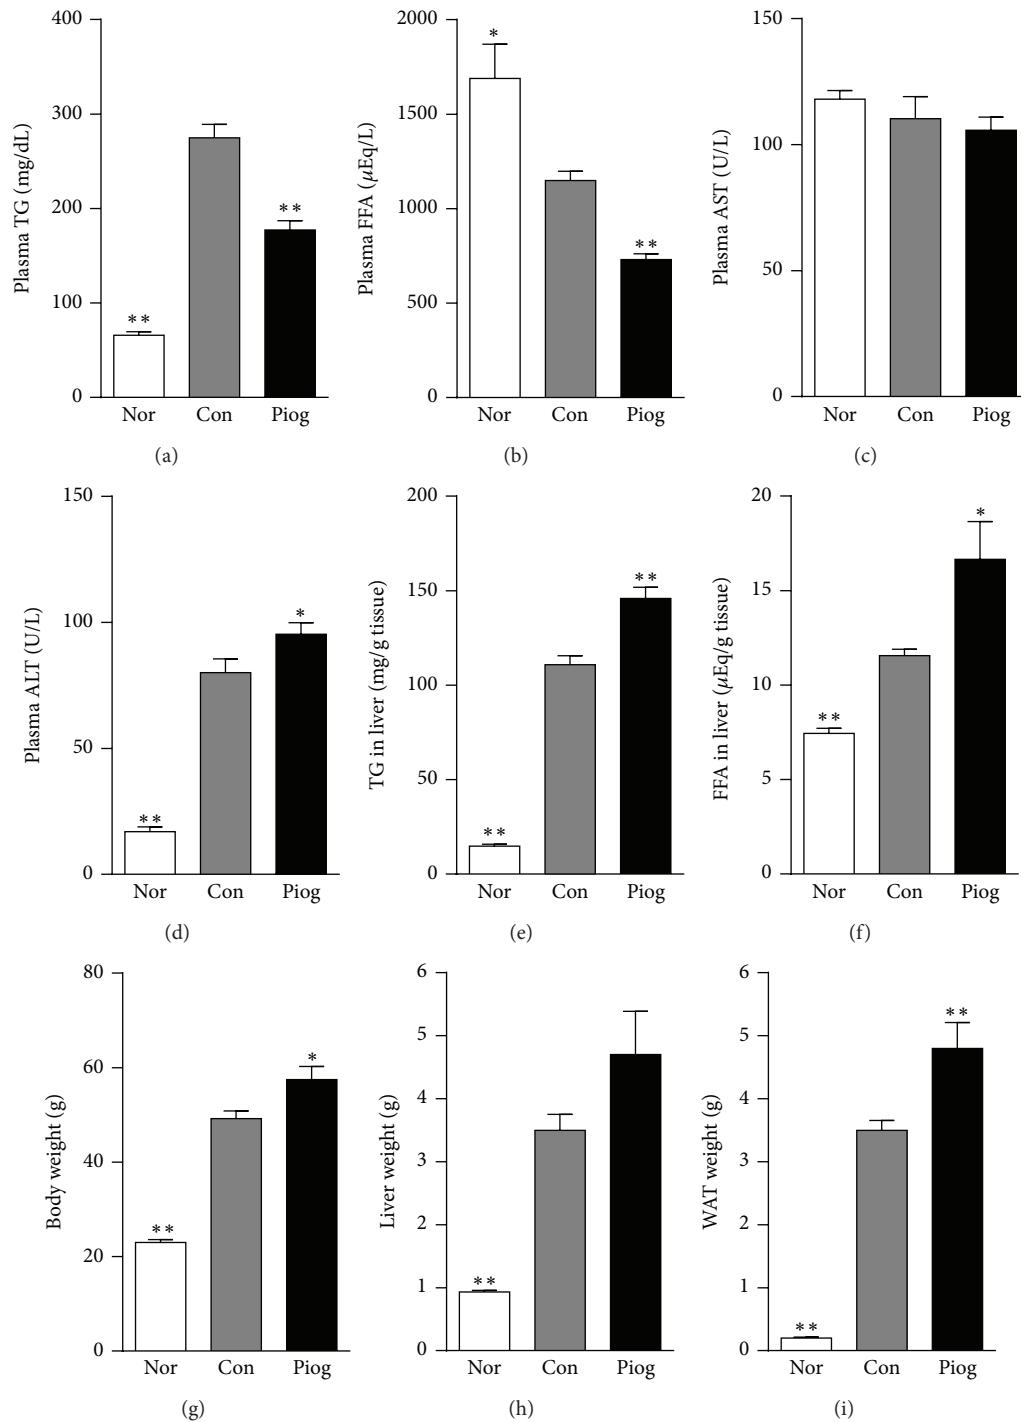 Plasma TG (mg/dL)
400
300
200
100
0
**
**
Nor Con Piog
(a)
Plasma FFA (μEq/L)
2000
1500
1000
500
0
*
**
Nor Con Piog
(b)
Plasma AST (U/L)
150
100
50
0
Nor Con Piog
(c)
Plasma ALT (U/L)
150
100
50
0
**
*
Nor Con Piog
(d)
TG in liver (mg/g tissue)
200
150
100
50
0
**
**
Nor Con Piog
(e)
FFA in liver (μEq/g tissue)
20
15
10
5
0
**
*
Nor Con Piog
(f)
Body weight (g)
80
60
40
20
0
**
*
Nor Con Piog
(g)
Liver weight (g)
6
5
4
3
2
1
0
**
Nor Con Piog
(h)
WAT weight (g)
6
5
4
3
2
1
0
**
**
Nor Con Piog
(i)